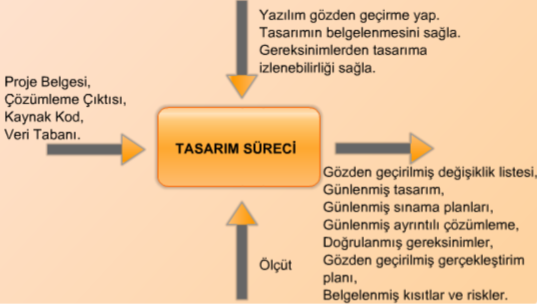 Yazılım gözden geçirme yap.
Tasarımın belgelenmesini sağla.
Gereksinimlerden tasarıma
izlenebilirliği sağla.
Proje Belgesi,
Çözümleme Çıktısı,
Kaynak Kod,
Veri Tabanı.
TASARIM SÜRECİ
Gözden geçirilmiş değişiklik listesi,
Günlenmiş tasarım,
Günlenmiş sınama planları,
Günlenmiş ayrıntılı çözümleme,
Doğrulanmış gereksinimler,
Gözden geçirilmiş gerçekleştirim
planı,
Belgelenmiş kısıtlar ve riskler.
Ölçüt